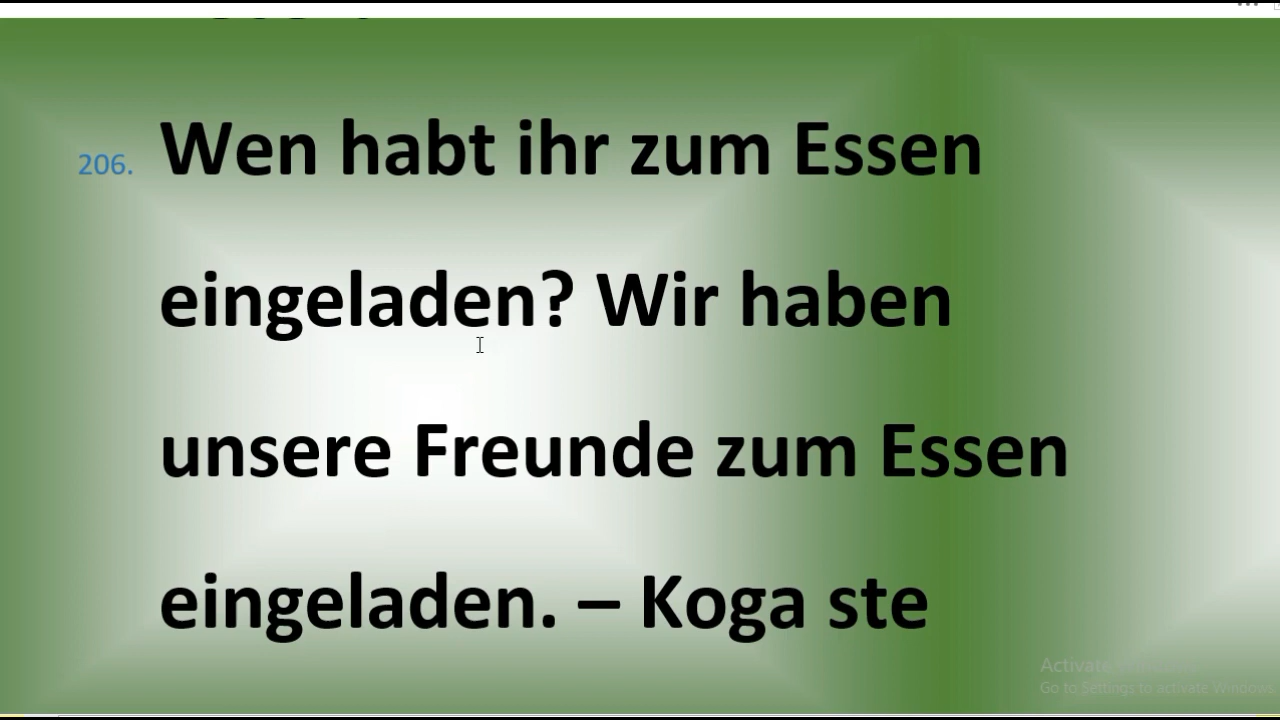 206. Wen habt ihr zum Essen
eingeladen? Wir haben
unsere Freunde zum Essen
eingeladen. – Koga ste
Activate Windows
Go to Settings to activate Windows.